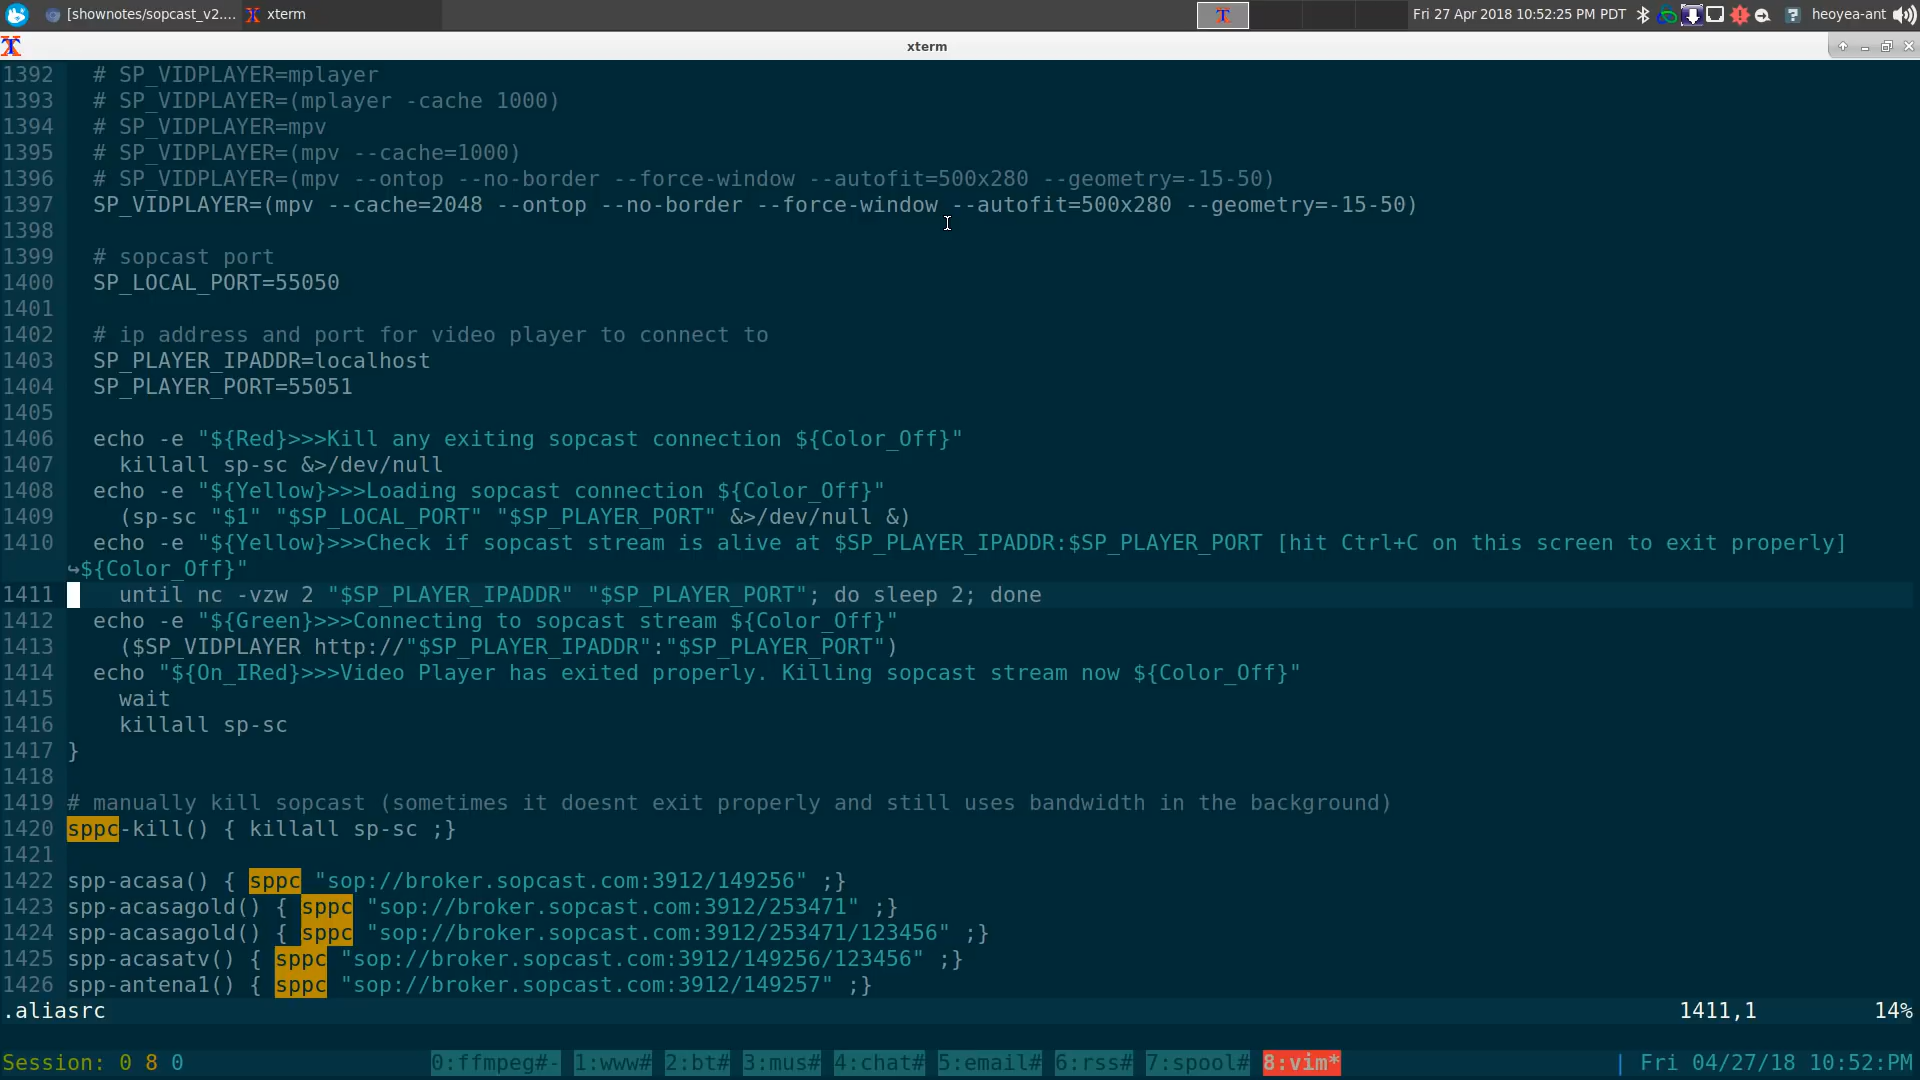 [shownotes/sopcast_v2.... xterm Fri 27 Apr 2018 10:52:25 PM PDT heoyea-ant
xterm
1392 # SP_VIDPLAYER=mplayer
1393 # SP_VIDPLAYER=(mplayer -cache 1000)
1394 # SP_VIDPLAYER=mpv
1395 # SP_VIDPLAYER=(mpv --cache=1000)
1396 # SP_VIDPLAYER=(mpv --ontop --no-border --force-window --autofit=500x280 --geometry=-15-50)
1397 SP_VIDPLAYER=(mpv --cache=2048 --ontop --no-border --force-window --autofit=500x280 --geometry=-15-50)
1398
1399 # sopcast port
1400 SP_LOCAL_PORT=55050
1401
1402 # ip address and port for video player to connect to
1403 SP_PLAYER_IPADDR=localhost
1404 SP_PLAYER_PORT=55051
1405
1406 echo -e "${Red}>>>Kill any exiting sopcast connection ${Color_Off}"
1407 killall sp-sc &>/dev/null
1408 echo -e "${Yellow}>>>Loading sopcast connection ${Color_Off}"
1409 (sp-sc "$1" "$SP_LOCAL_PORT" "$SP_PLAYER_PORT" &>/dev/null &)
1410 echo -e "${Yellow}>>>Check if sopcast stream is alive at $SP_PLAYER_IPADDR:$SP_PLAYER_PORT [hit Ctrl+C on this screen to exit properly]
↪${Color_Off}"
1411 until nc -vzw 2 "$SP_PLAYER_IPADDR" "$SP_PLAYER_PORT"; do sleep 2; done
1412 echo -e "${Green}>>>Connecting to sopcast stream ${Color_Off}"
1413 ($SP_VIDPLAYER http://"$SP_PLAYER_IPADDR":"$SP_PLAYER_PORT")
1414 echo "${On_IRed}>>>Video Player has exited properly. Killing sopcast stream now ${Color_Off}"
1415 wait
1416 killall sp-sc
1417 }
1418
1419 # manually kill sopcast (sometimes it doesnt exit properly and still uses bandwidth in the background)
1420 sppc-kill() { killall sp-sc ;}
1421
1422 spp-acasa() { sppc "sop://broker.sopcast.com:3912/149256" ;}
1423 spp-acasagold() { sppc "sop://broker.sopcast.com:3912/253471" ;}
1424 spp-acasagold() { sppc "sop://broker.sopcast.com:3912/253471/123456" ;}
1425 spp-acasatv() { sppc "sop://broker.sopcast.com:3912/149256/123456" ;}
1426 spp-antena1() { sppc "sop://broker.sopcast.com:3912/149257" ;}
.aliasrc 1411,1 14%
Session: 0 8 0 0:ffmpeg#- 1:www# 2:bt# 3:mus# 4:chat# 5:email# 6:rss# 7:spool# 8:vim* | Fri 04/27/18 10:52:PM